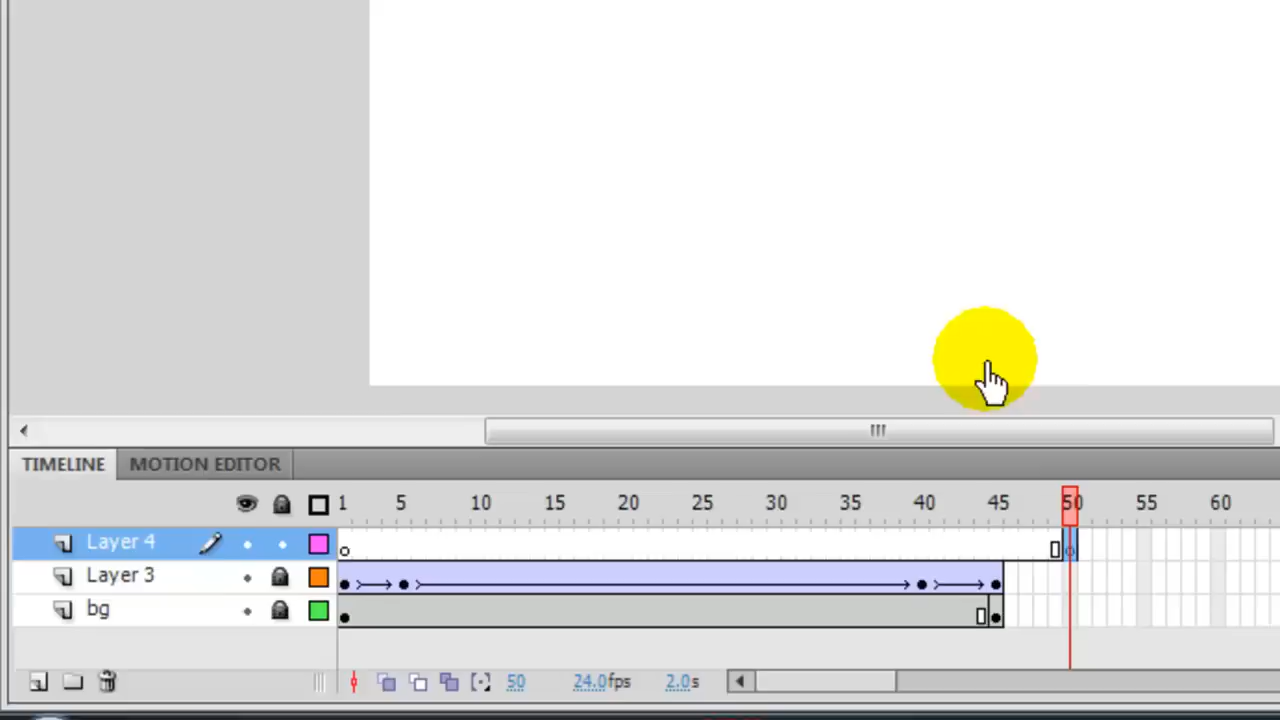 TIMELINE MOTION EDITOR
1 5 10 15 20 25 30 35 40 45 50 55 60
Layer 4
Layer 3
bg
50 24.0fps 2.0s